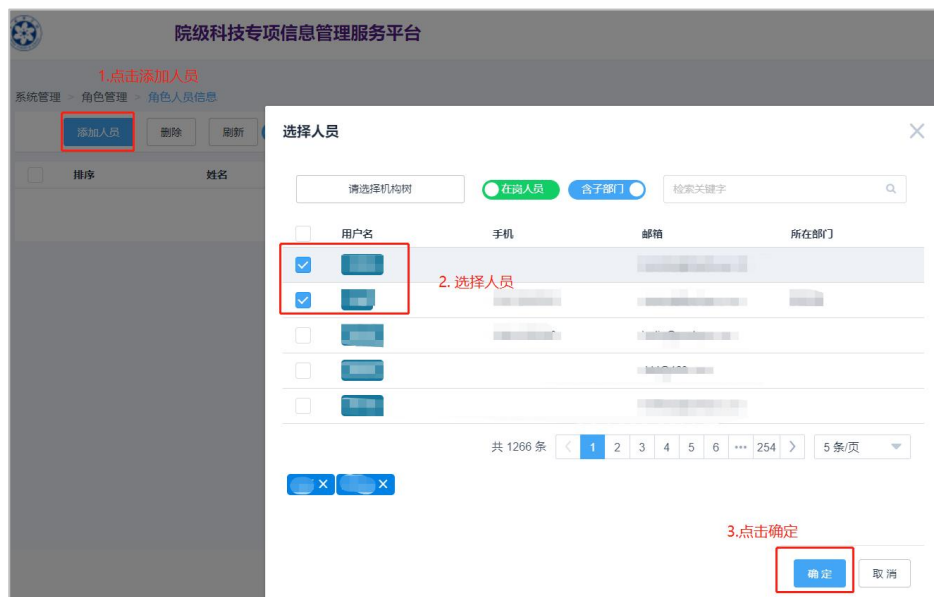 院级科技专项信息管理服务平台
1.点击添加人员
系统管理 > 角色管理 > 角色人员信息
添加人员 删除 刷新
排序 姓名
选择人员
请选择机构树 在岗人员 含子部门 检索关键字
用户名 手机 邮箱 所在部门
2. 选择人员
共 1266 条 < 1 2 3 4 5 6 ··· 254 > 5 条/页
3.点击确定
确定 取消